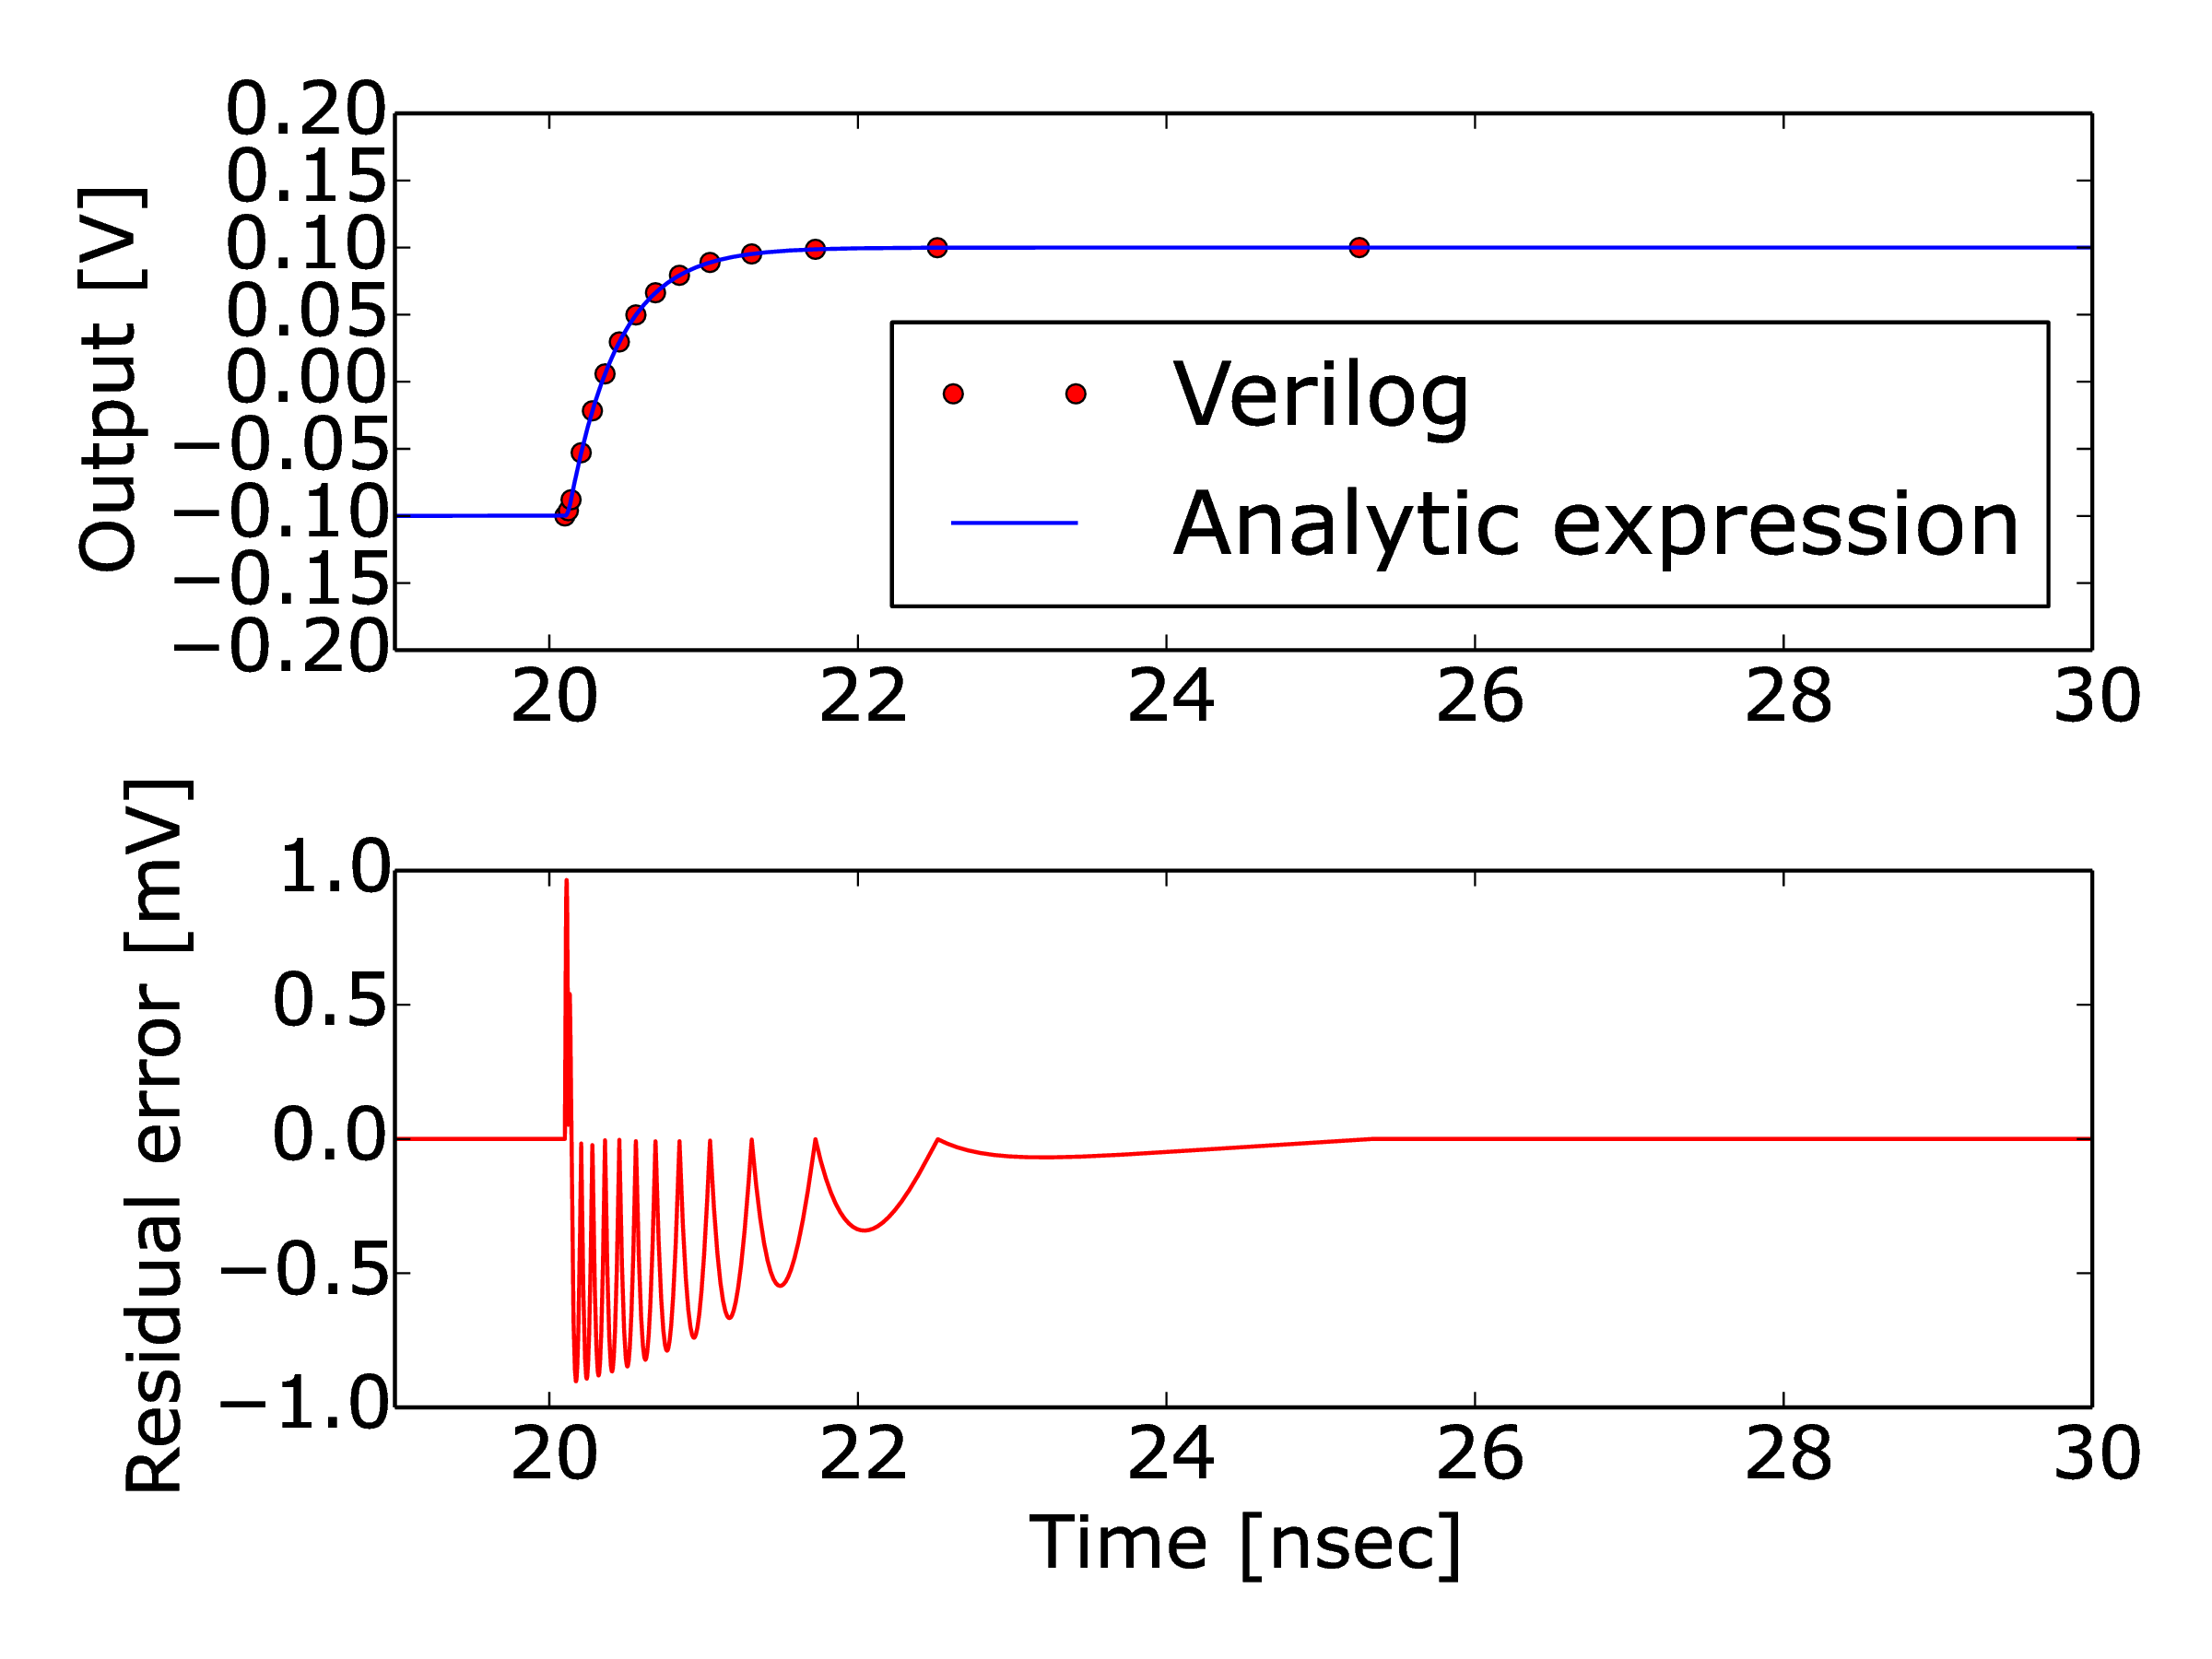 Output [V]
0.20
0.15
0.10
0.05
0.00
−0.05
−0.10
−0.15
−0.20
Verilog
Analytic expression
20 22 24 26 28 30
Residual error [mV]
1.0
0.5
0.0
−0.5
−1.0
20 22 24 26 28 30
Time [nsec]